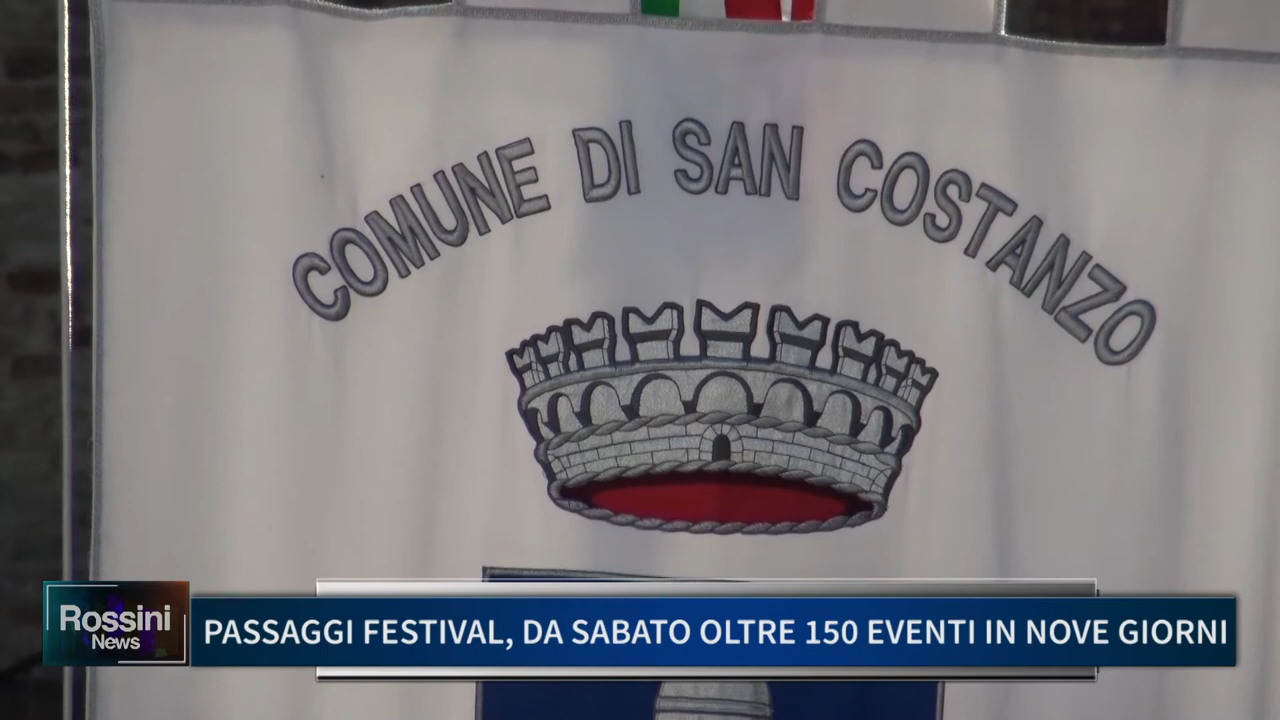 COMUNE DI SAN COSTANZO
Rossini
News
PASSAGGI FESTIVAL, DA SABATO OLTRE 150 EVENTI IN NOVE GIORNI